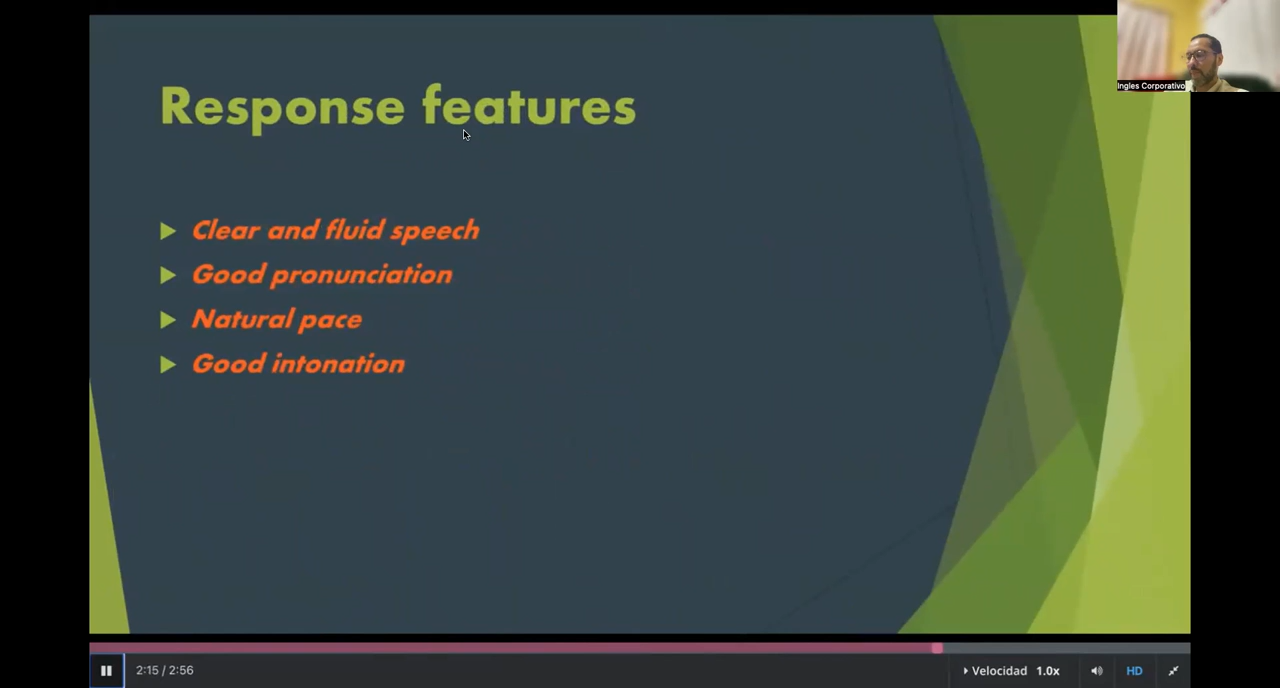 Ingles Corporativo
Response features
Clear and fluid speech
Good pronunciation
Natural pace
Good intonation
2:15 / 2:56
Velocidad 1.0x
HD